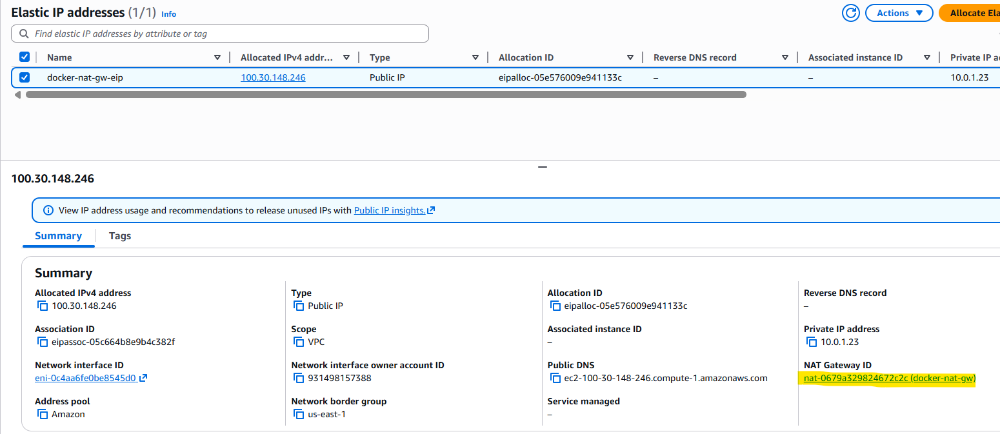 Elastic IP addresses (1/1) Info
Actions
Allocate Ela
Find elastic IP addresses by attribute or tag
Name Allocated IPv4 addr... Type Allocation ID Reverse DNS record Associated instance ID Private IP a
docker-nat-gw-eip 100.30.148.246 Public IP eipalloc-05e576009e941133c – – 10.0.1.23
100.30.148.246
View IP address usage and recommendations to release unused IPs with Public IP insights.
Summary Tags
Summary
Allocated IPv4 address Type Allocation ID Reverse DNS record
100.30.148.246 Public IP eipalloc-05e576009e941133c –
Association ID Scope Associated instance ID Private IP address
eipassoc-05c664b8e9b4c382f VPC – 10.0.1.23
Network interface ID Network interface owner account ID Public DNS NAT Gateway ID
eni-0c4aa6fe0be8545d0 931498157388 ec2-100-30-148-246.compute-1.amazonaws.com nat-0679a329824672c2c (docker-nat-gw)
Address pool Network border group Service managed
Amazon us-east-1 –